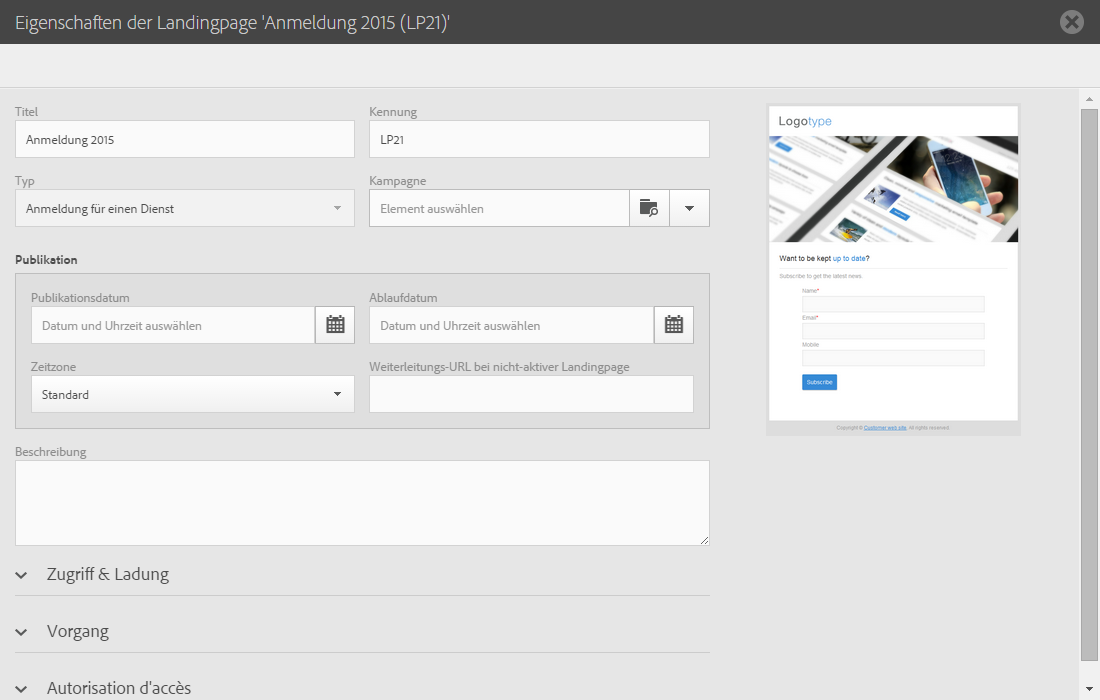 Eigenschaften der Landingpage 'Anmeldung 2015 (LP21)'
Titel
Kennung
Anmeldung 2015
LP21
Typ
Kampagne
Anmeldung für einen Dienst
Element auswählen
Publikation
Publikationsdatum
Ablaufdatum
Datum und Uhrzeit auswählen
Datum und Uhrzeit auswählen
Zeitzone
Weiterleitungs-URL bei nicht-aktiver Landingpage
Standard
Beschreibung
Zugriff & Ladung
Vorgang
Autorisation d'accès
Logotype
Want to be kept up to date?
Subscribe to get the latest news.
Name*
Email*
Mobile
Subscribe
Copyright © Customer web site. All rights reserved.